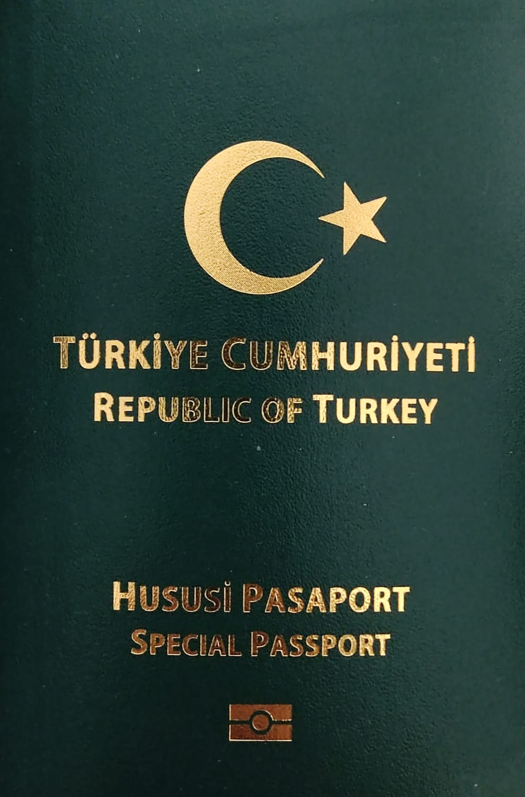 TÜRKİYE CUMHURİYETİ
REPUBLIC OF TURKEY
HUSUSİ PASAPORT
SPECIAL PASSPORT